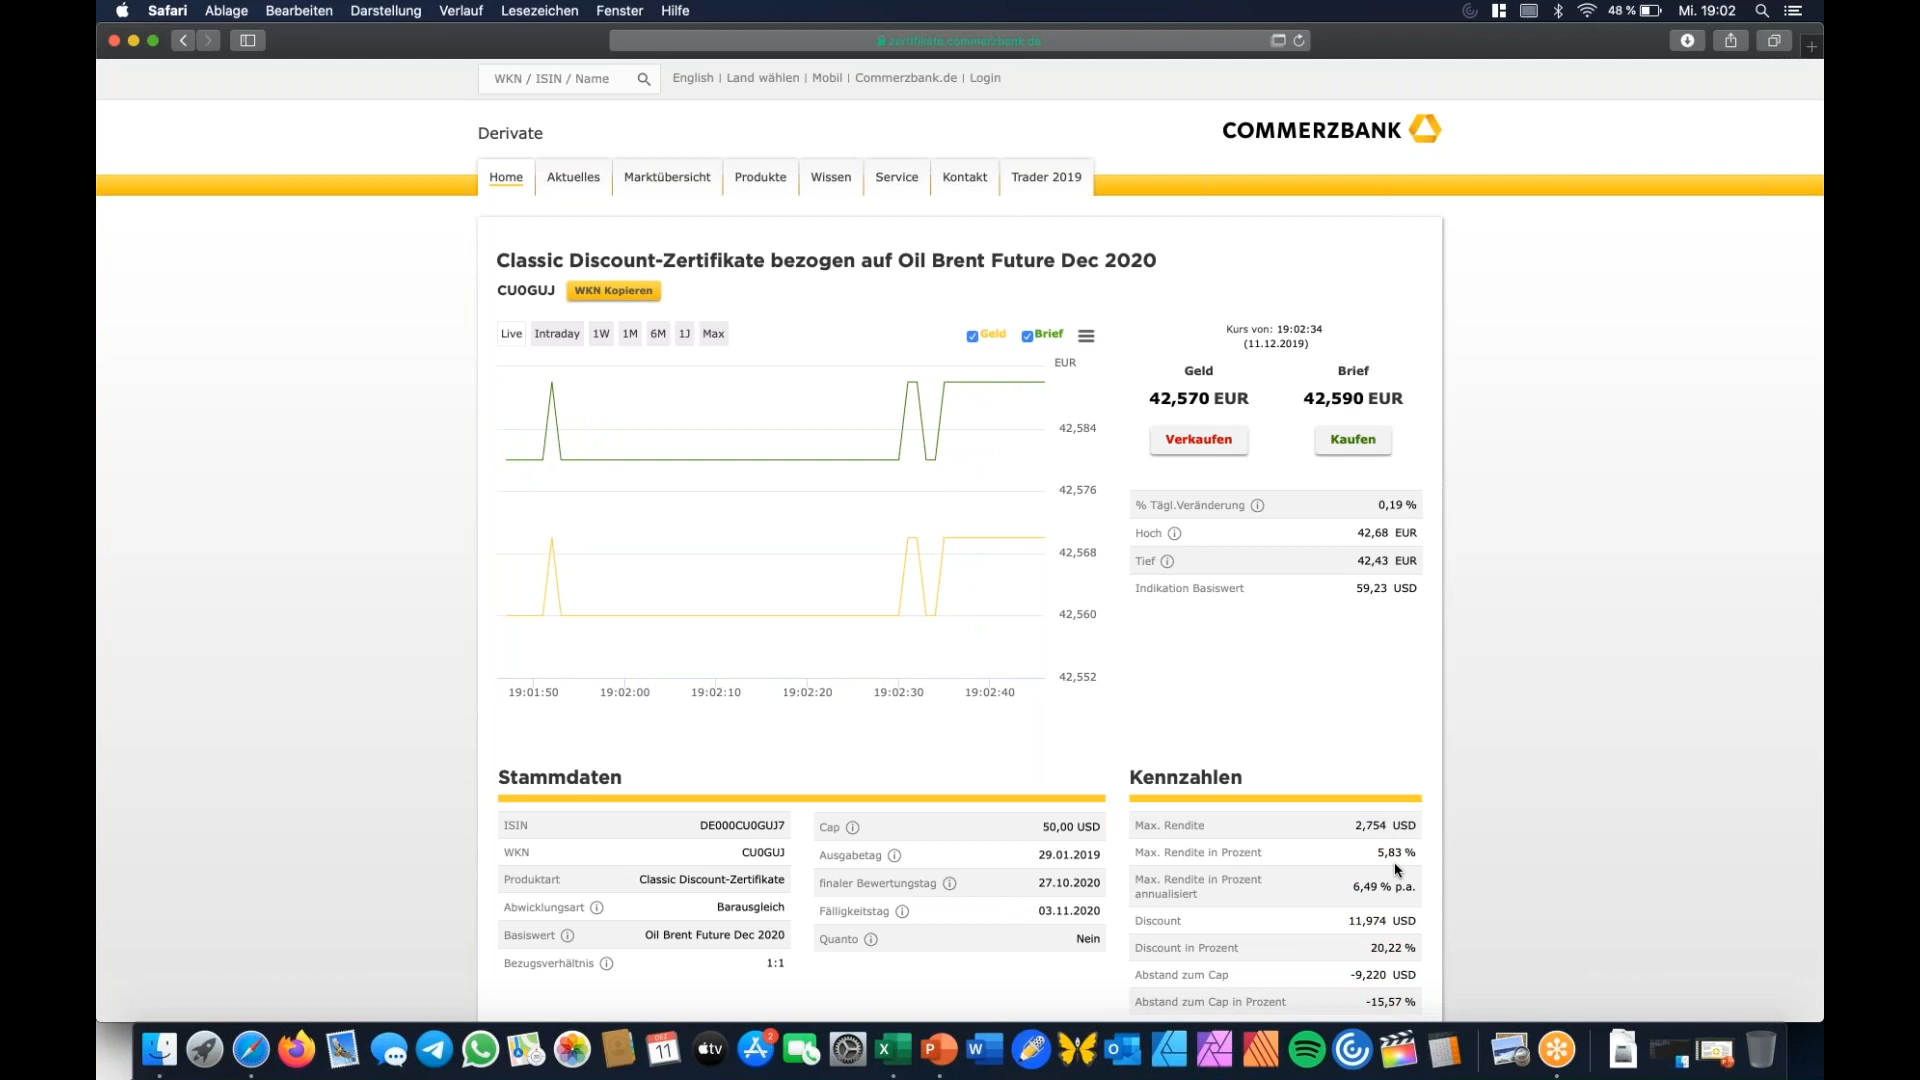 Safari Ablage Bearbeiten Darstellung Verlauf Lesezeichen Fenster Hilfe 48 % Mi. 19:02
zertifikate.commerzbank.de
WKN / ISIN / Name English | Land wählen | Mobil | Commerzbank.de | Login
Derivate COMMERZBANK
Home Aktuelles Marktübersicht Produkte Wissen Service Kontakt Trader 2019
Classic Discount-Zertifikate bezogen auf Oil Brent Future Dec 2020
CU0GUJ WKN Kopieren
Live Intraday 1W 1M 6M 1J Max Geld Brief
EUR
42,584
42,576
42,568
42,560
42,552
19:01:50 19:02:00 19:02:10 19:02:20 19:02:30 19:02:40
Kurs von: 19:02:34
(11.12.2019)
Geld Brief
42,570 EUR 42,590 EUR
Verkaufen Kaufen
% Tägl.Veränderung 0,19 %
Hoch 42,68 EUR
Tief 42,43 EUR
Indikation Basiswert 59,23 USD
Stammdaten
ISIN DE000CU0GUJ7
WKN CU0GUJ
Produktart Classic Discount-Zertifikate
Abwicklungsart Barausgleich
Basiswert Oil Brent Future Dec 2020
Bezugsverhältnis 1:1
Cap 50,00 USD
Ausgabetag 29.01.2019
finaler Bewertungstag 27.10.2020
Fälligkeitstag 03.11.2020
Quanto Nein
Kennzahlen
Max. Rendite 2,754 USD
Max. Rendite in Prozent 5,83 %
Max. Rendite in Prozent
annualisiert 6,49 % p.a.
Discount 11,974 USD
Discount in Prozent 20,22 %
Abstand zum Cap -9,220 USD
Abstand zum Cap in Prozent -15,57 %
DEZ
11
tv
2
X
P
W
O